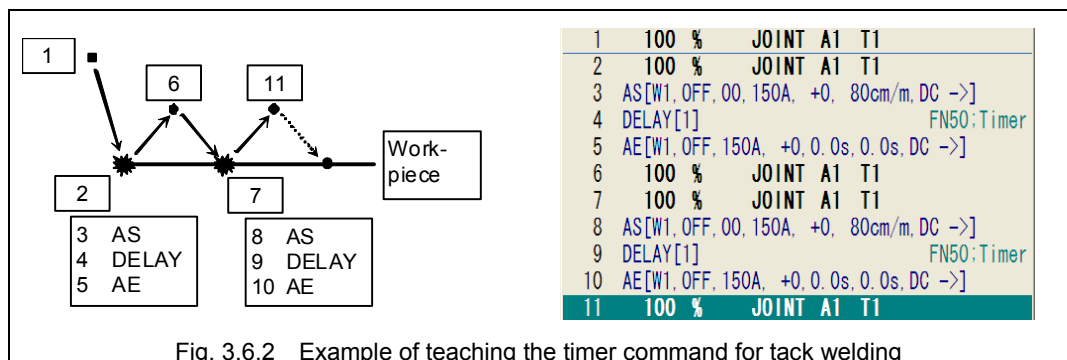 1
6
11
Work-
piece
2
7
3 AS
4 DELAY
5 AE
8 AS
9 DELAY
10 AE
1 100 % JOINT A1 T1
2 100 % JOINT A1 T1
3 AS[W1,OFF,00,150A, +0, 80cm/m,DC ->]
4 DELAY[1] FN50;Timer
5 AE[W1,OFF,150A, +0,0.0s,0.0s,DC ->]
6 100 % JOINT A1 T1
7 100 % JOINT A1 T1
8 AS[W1,OFF,00,150A, +0, 80cm/m,DC ->]
9 DELAY[1] FN50;Timer
10 AE[W1,OFF,150A, +0,0.0s,0.0s,DC ->]
11 100 % JOINT A1 T1
Fig. 3.6.2 Example of teaching the timer command for tack welding